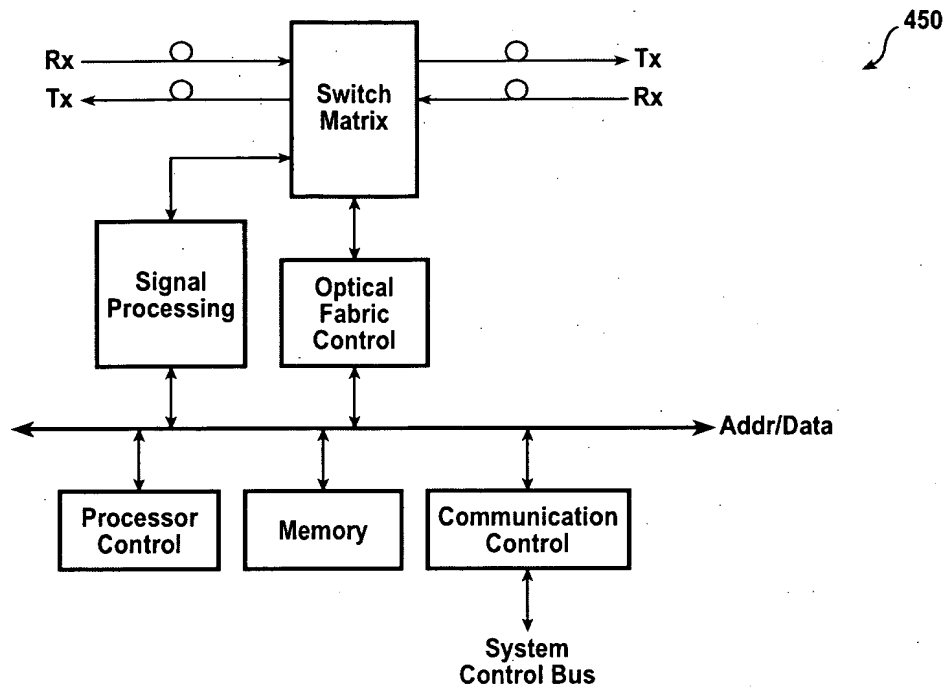 450
Rx
Tx
Tx
Rx
Switch
Matrix
Signal
Processing
Optical
Fabric
Control
Addr/Data
Processor
Control
Memory
Communication
Control
System
Control Bus